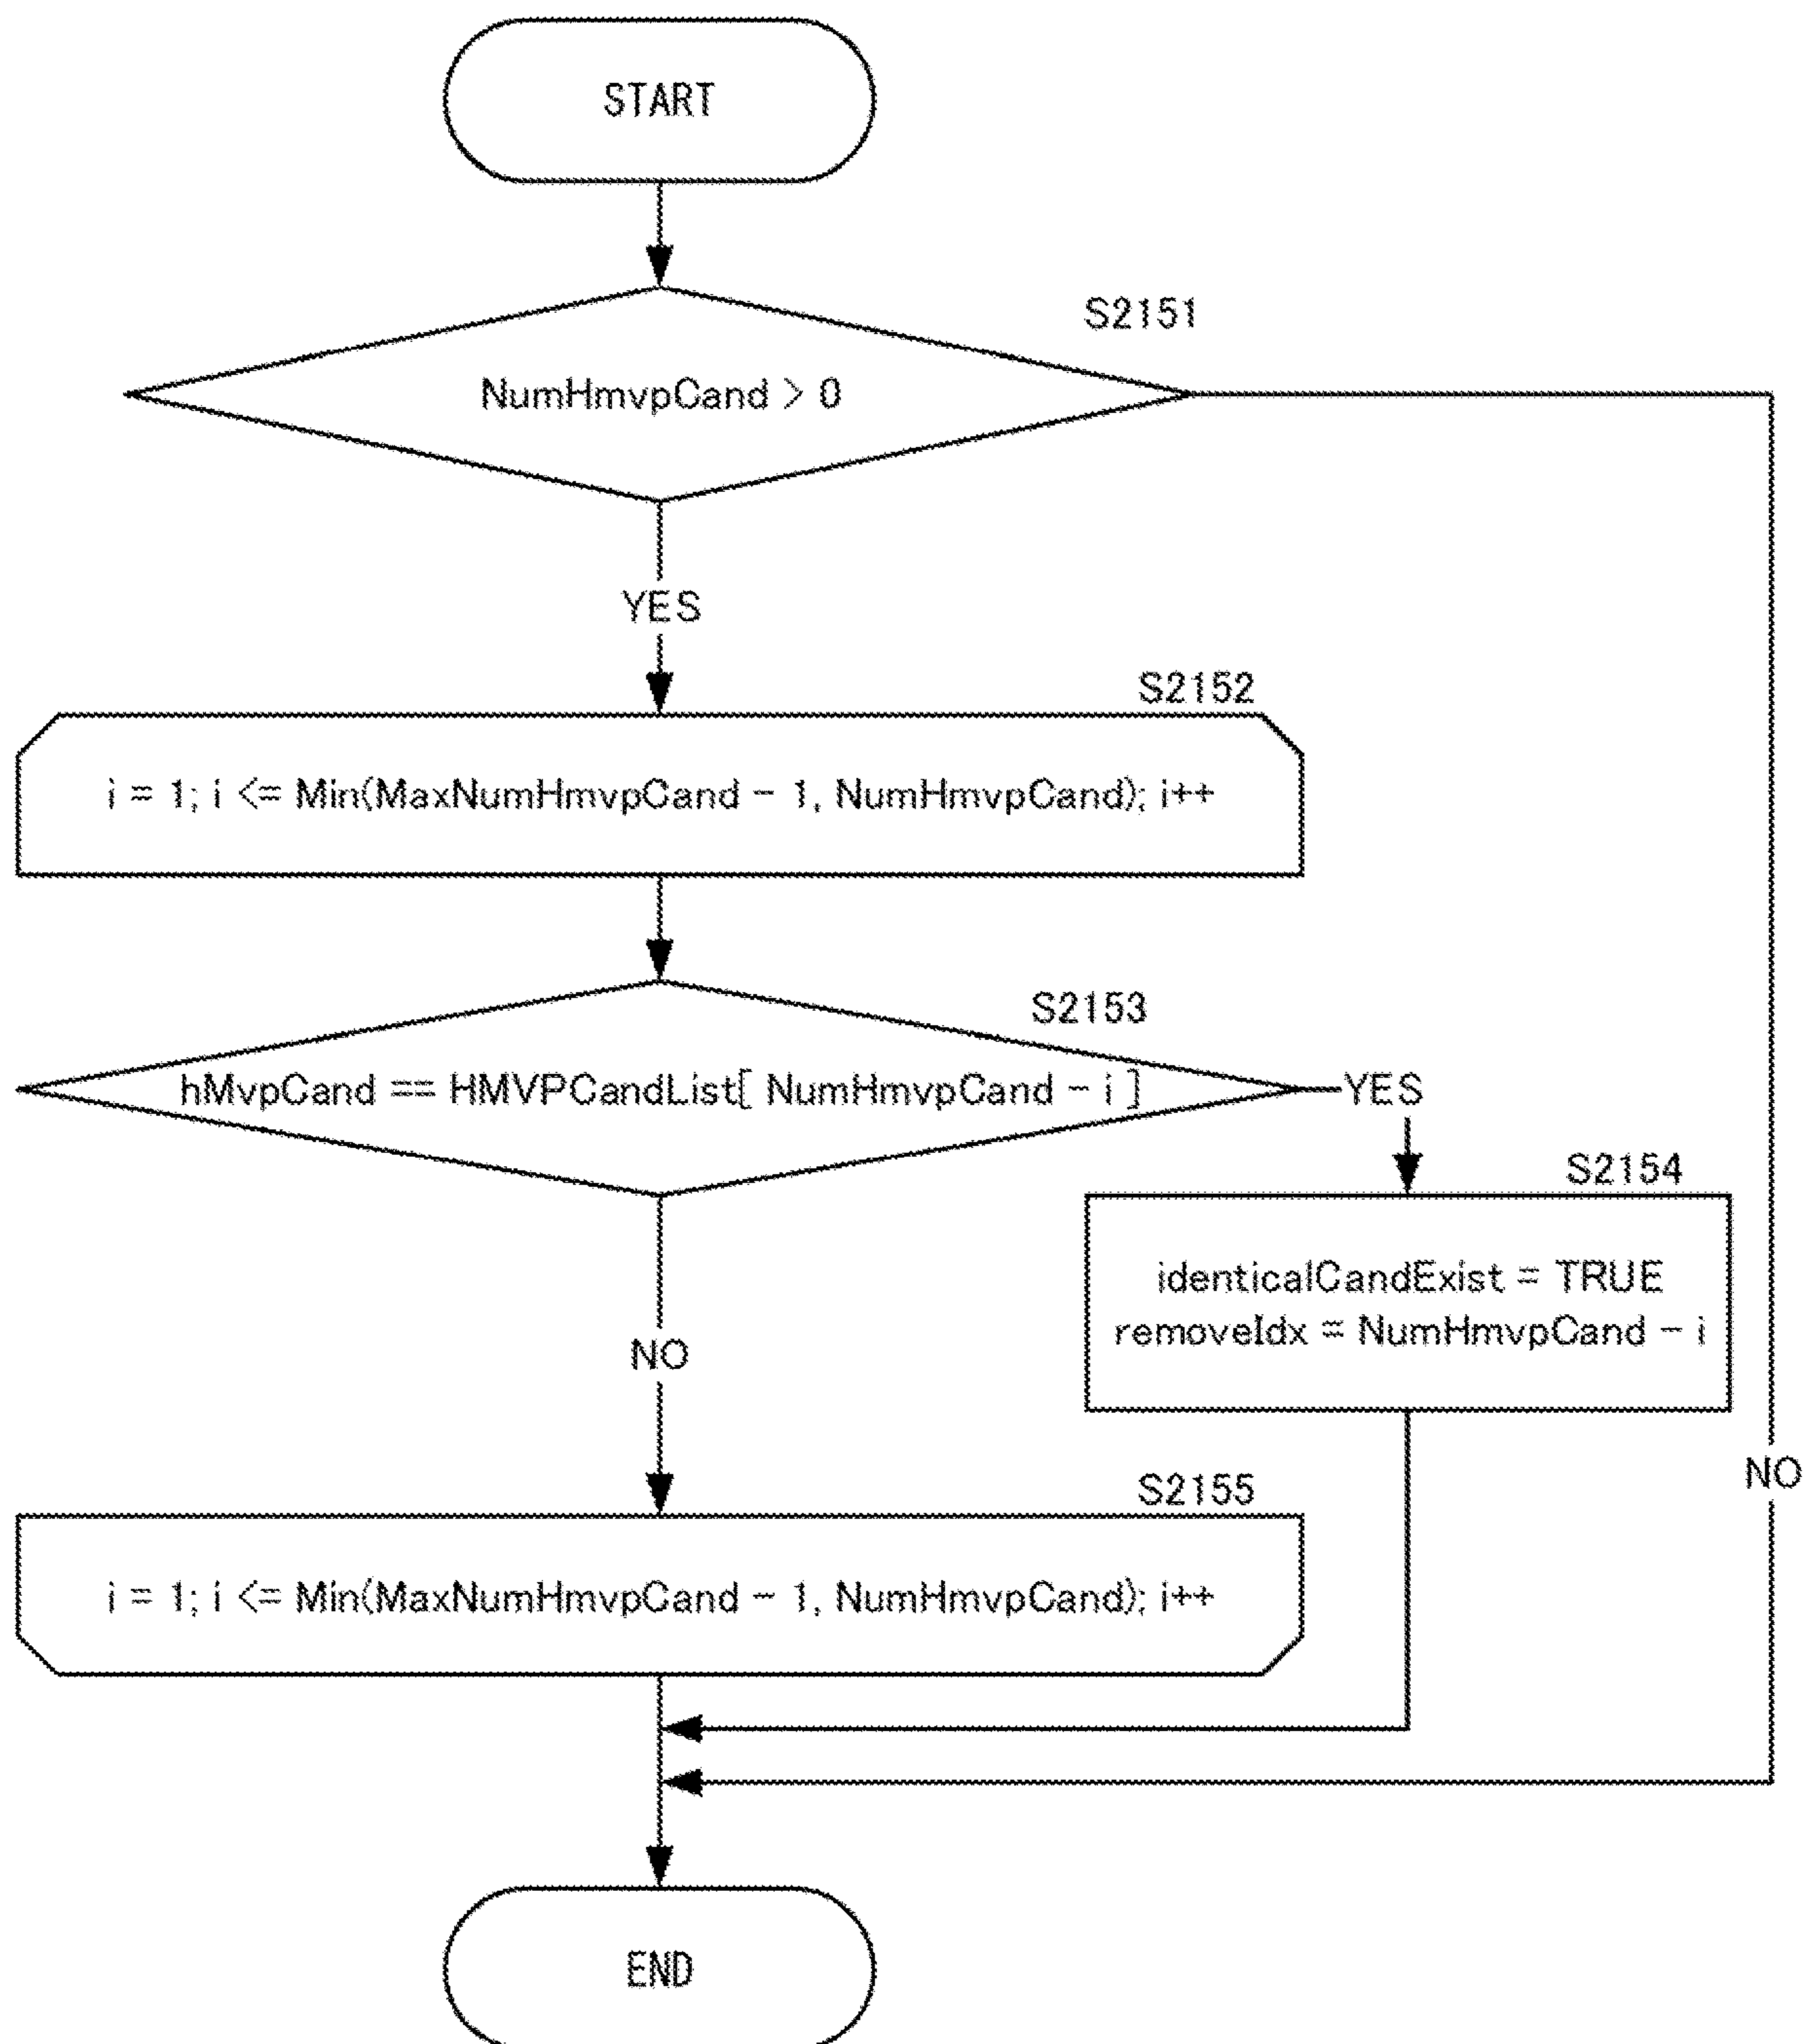 START
S2151
NumHmvpCand > 0
YES
S2152
i = 1; i <= Min(MaxNumHmvpCand - 1, NumHmvpCand); i++
S2153
hMvpCand == HMVPCandList[ NumHmvpCand - i ]
YES
S2154
identicalCandExist = TRUE
removeIdx = NumHmvpCand - i
NO
NO
S2155
i = 1; i <= Min(MaxNumHmvpCand - 1, NumHmvpCand); i++
END